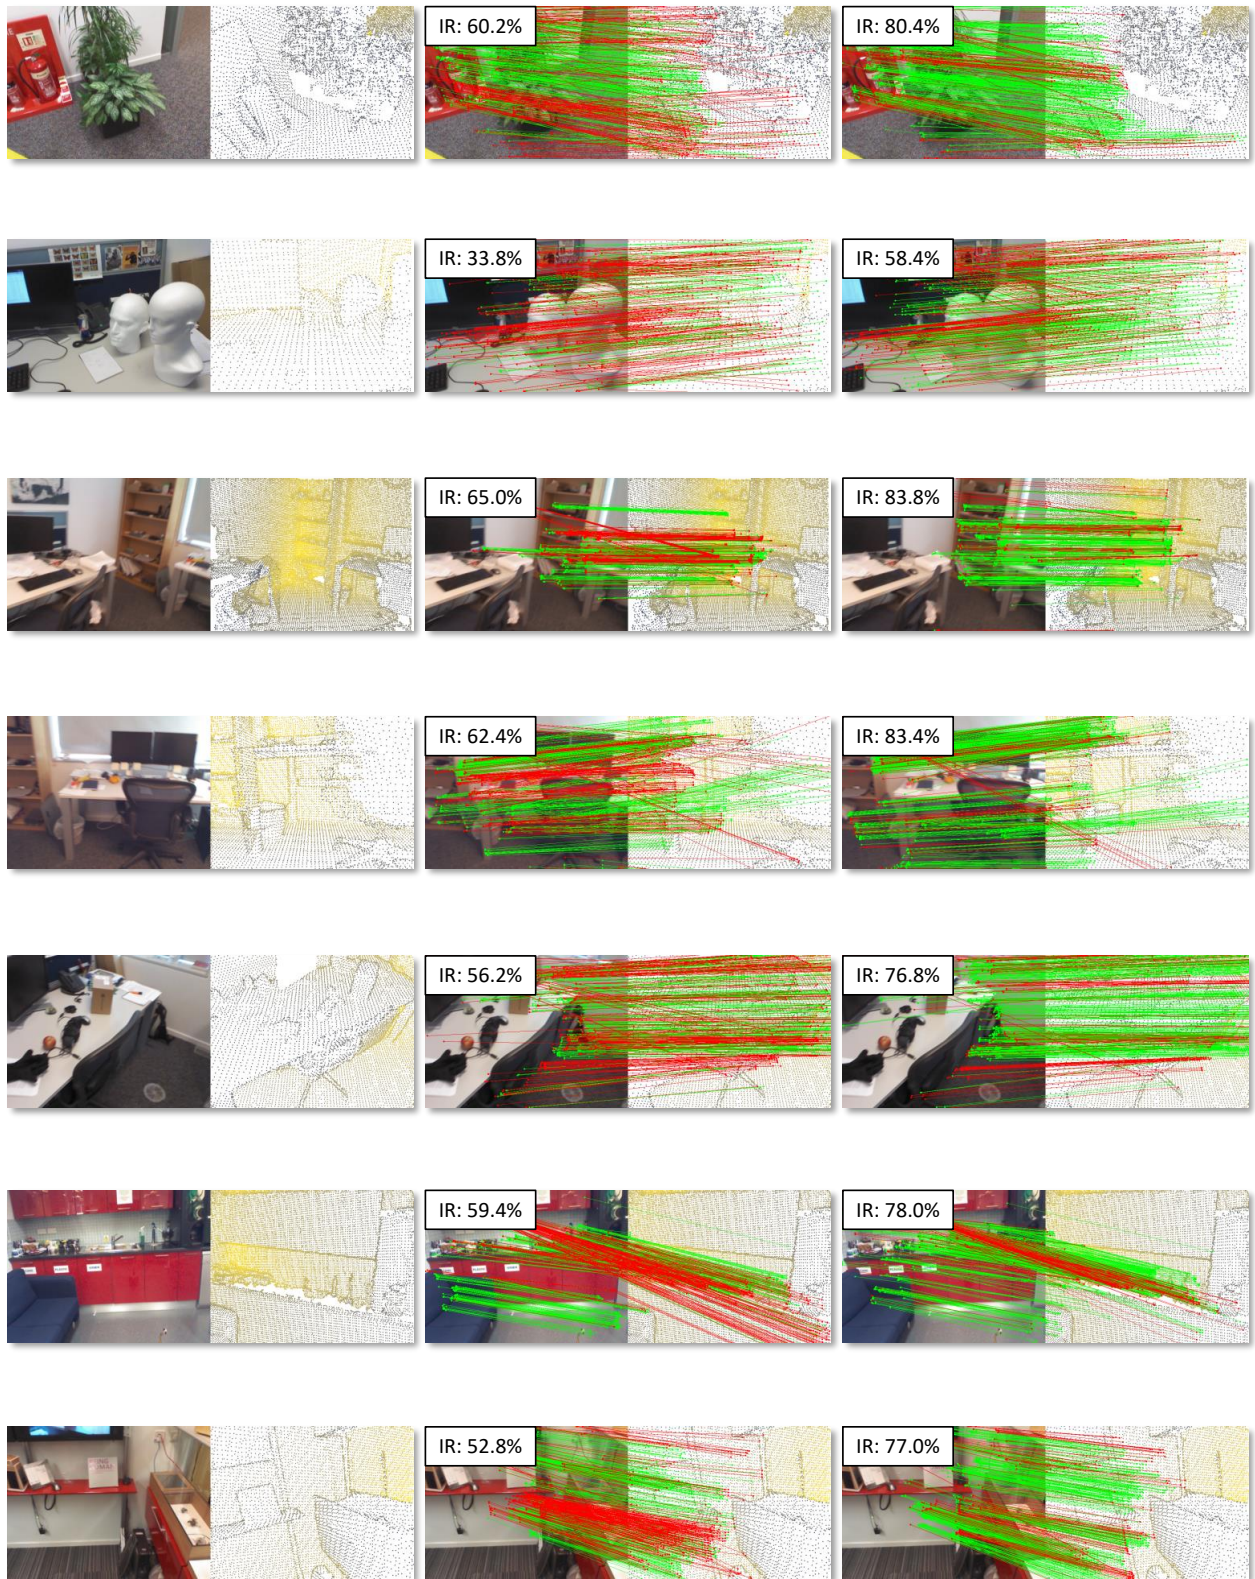 IR: 60.2%
IR: 80.4%
IR: 33.8%
IR: 58.4%
IR: 65.0%
IR: 83.8%
IR: 62.4%
IR: 83.4%
IR: 56.2%
IR: 76.8%
IR: 59.4%
IR: 78.0%
IR: 52.8%
IR: 77.0%